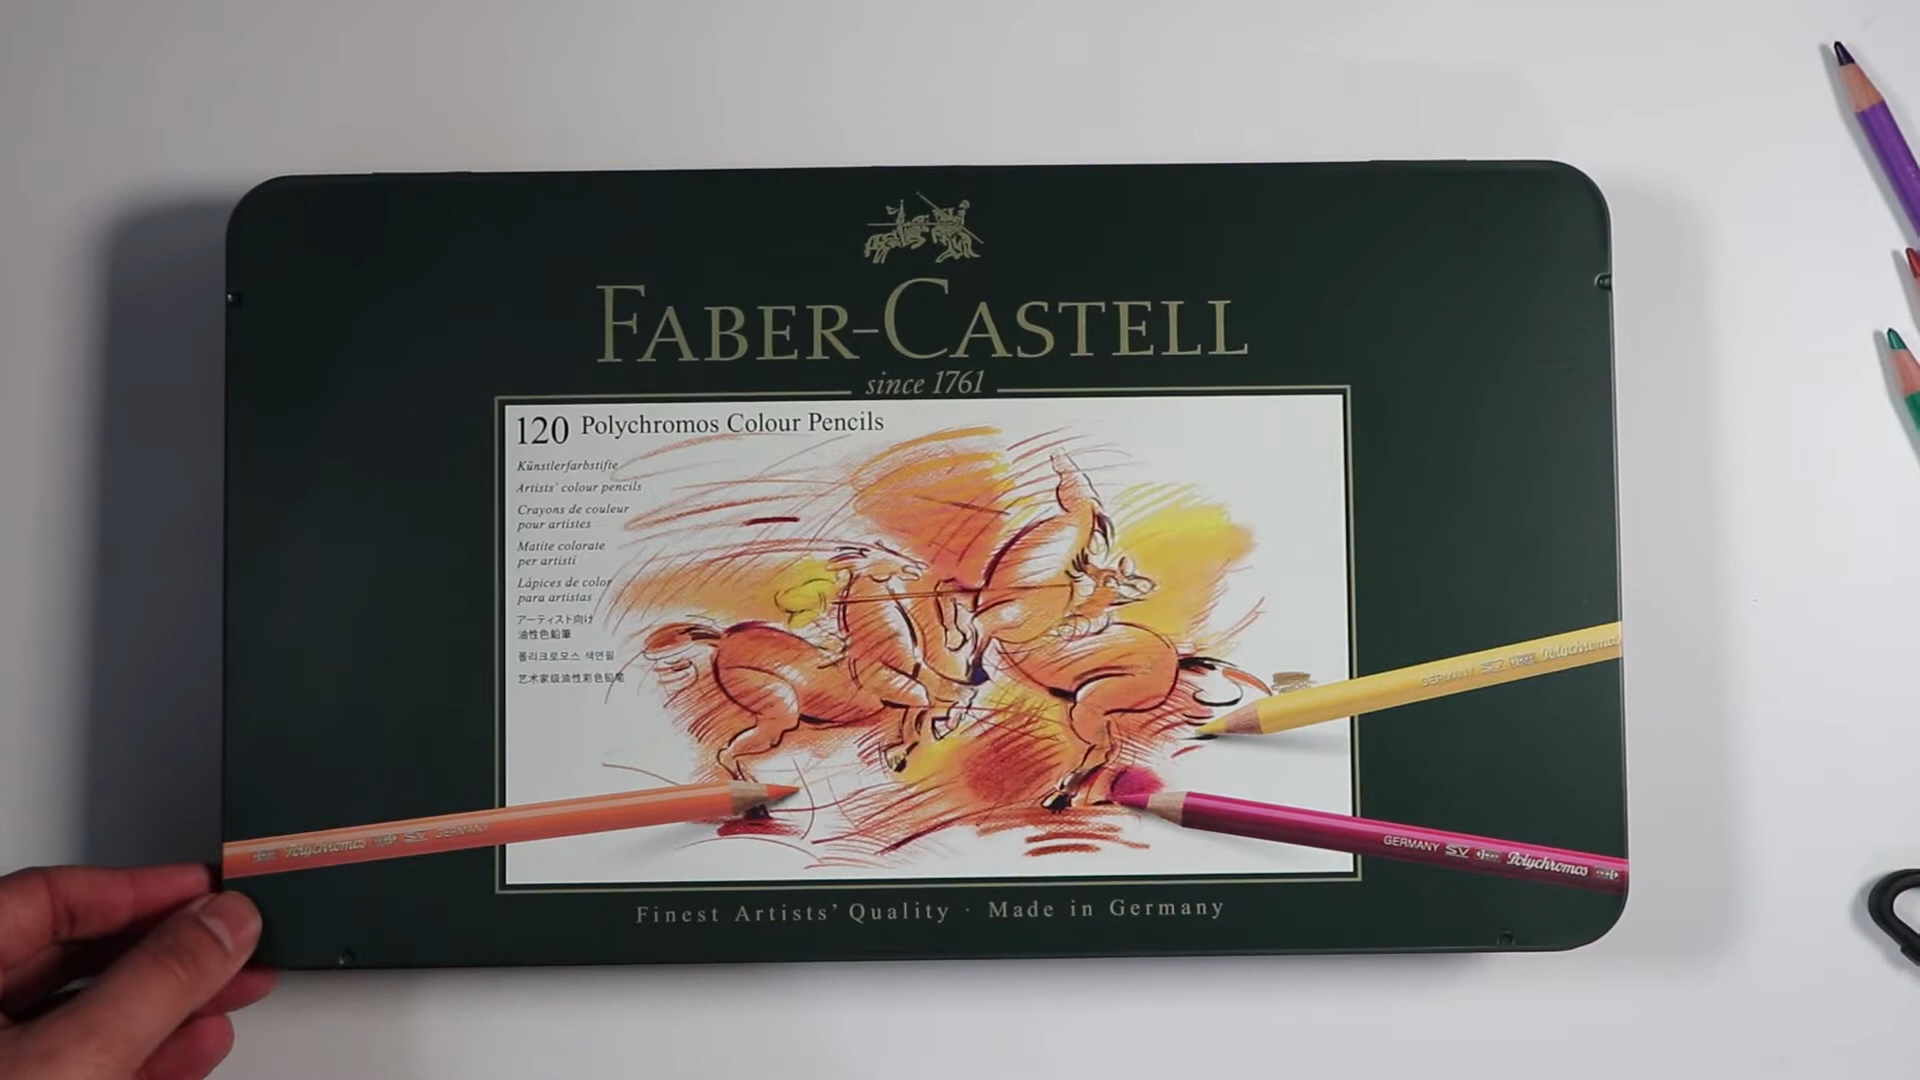 FABER-CASTELL
since 1761
120 Polychromos Colour Pencils
Künstlerfarbstifte
Artists' colour pencils
Crayons de couleur
pour artistes
Matite colorate
per artisti
Lápices de color
para artistas
アーティスト向け
油性色鉛筆
폴리크로모스 색연필
艺术家级油性彩色铅笔
GERMANY SV Polychromos
Polychromos SV GERMANY
GERMANY SV Polychromos
Finest Artists' Quality · Made in Germany